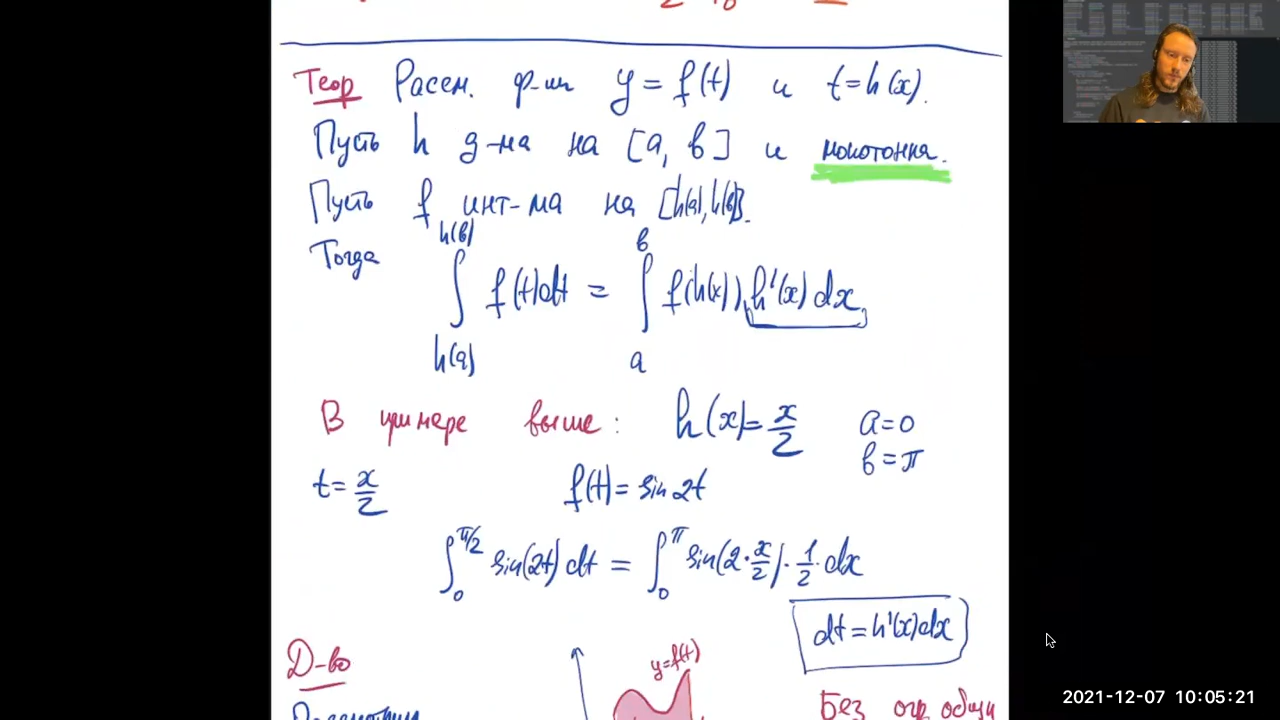 Теор Рассм. ф-ии y = f(t) и t = h(x).
Пусть h д-ма на [a, b] и монотонна.
Пусть f инт-ма на [h(a), h(b)].
Тогда
∫_{h(a)}^{h(b)} f(t)dt = ∫_a^b f(h(x)) h'(x) dx
В примере выше: h(x) = x/2 a = 0
b = π
t = x/2 f(t) = sin 2t
∫_0^{π/2} sin(2t) dt = ∫_0^π sin(2·x/2)·1/2 dx
dt = h'(x)dx
Д-во
y = f(t)
Без огр. общн
2021-12-07 10:05:21